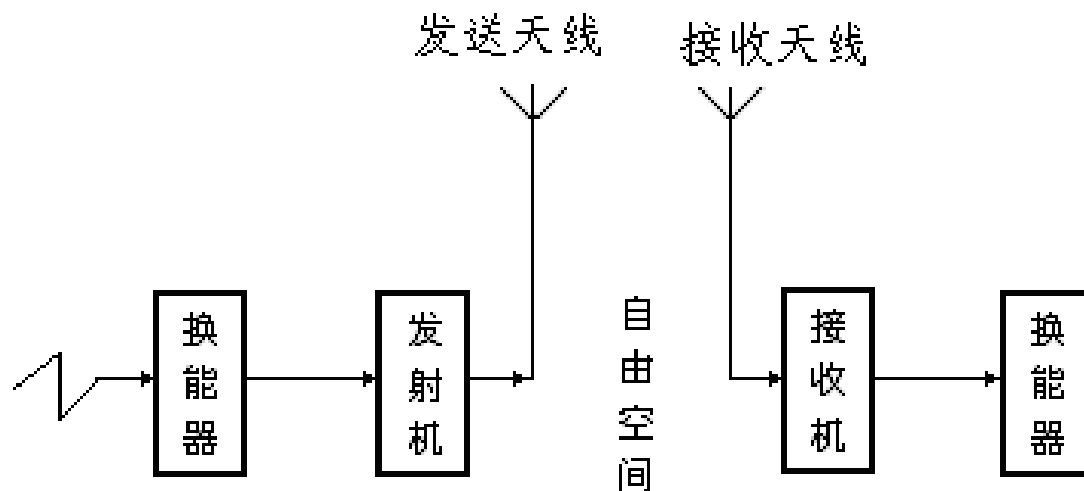 发送天线
接收天线
换能器
发射机
自由空间
接收机
换能器